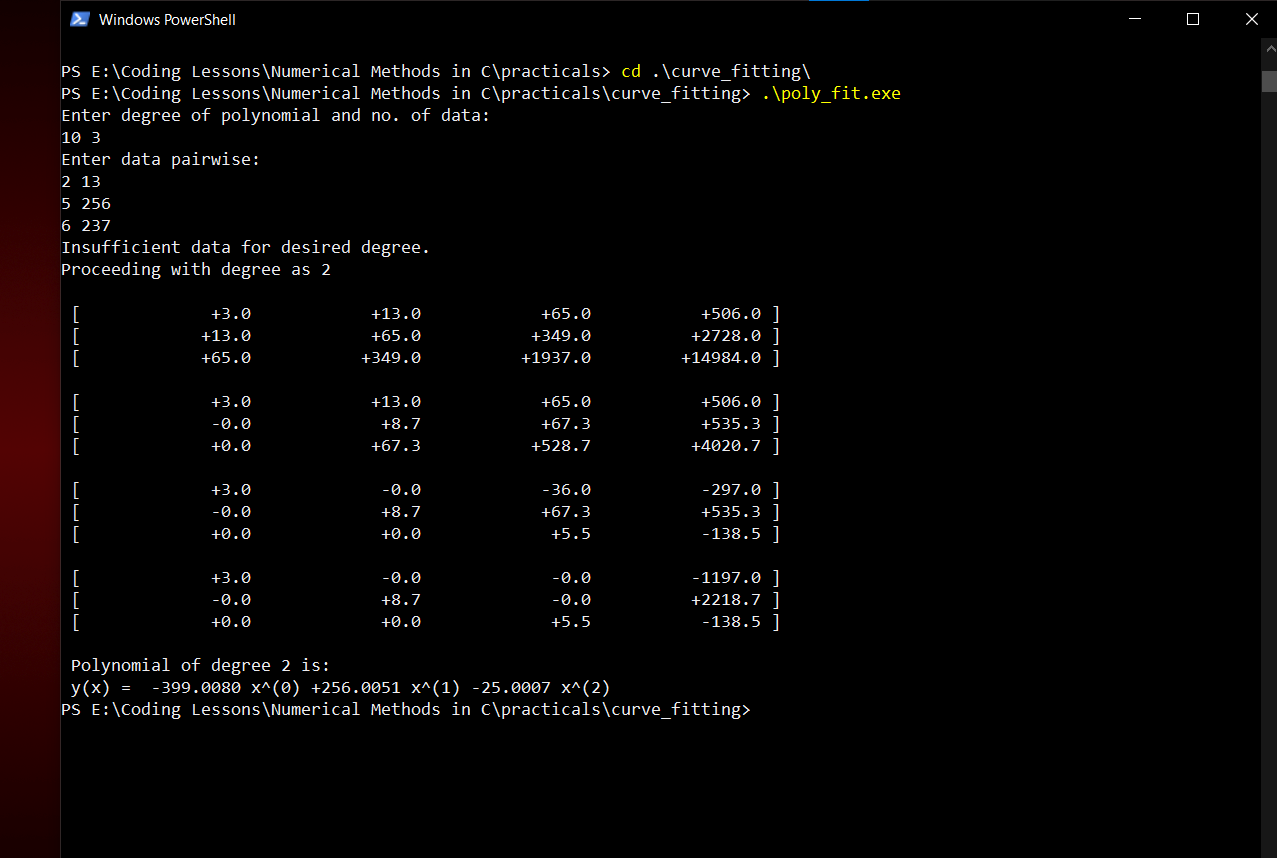 Windows PowerShell
PS E:\Coding Lessons\Numerical Methods in C\practicals> cd .\curve_fitting\
PS E:\Coding Lessons\Numerical Methods in C\practicals\curve_fitting> .\poly_fit.exe
Enter degree of polynomial and no. of data:
10 3
Enter data pairwise:
2 13
5 256
6 237
Insufficient data for desired degree.
Proceeding with degree as 2
[ +3.0 +13.0 +65.0 +506.0 ]
[ +13.0 +65.0 +349.0 +2728.0 ]
[ +65.0 +349.0 +1937.0 +14984.0 ]
[ +3.0 +13.0 +65.0 +506.0 ]
[ -0.0 +8.7 +67.3 +535.3 ]
[ +0.0 +67.3 +528.7 +4020.7 ]
[ +3.0 -0.0 -36.0 -297.0 ]
[ -0.0 +8.7 +67.3 +535.3 ]
[ +0.0 +0.0 +5.5 -138.5 ]
[ +3.0 -0.0 -0.0 -1197.0 ]
[ -0.0 +8.7 -0.0 +2218.7 ]
[ +0.0 +0.0 +5.5 -138.5 ]
Polynomial of degree 2 is:
y(x) = -399.0080 x^(0) +256.0051 x^(1) -25.0007 x^(2)
PS E:\Coding Lessons\Numerical Methods in C\practicals\curve_fitting>